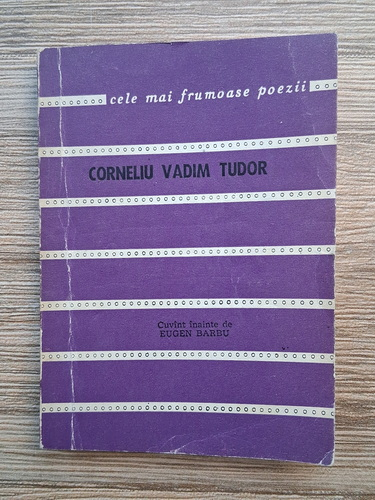 cele mai frumoase poezii
CORNELIU VADIM TUDOR
Cuvînt înainte de
EUGEN BARBU